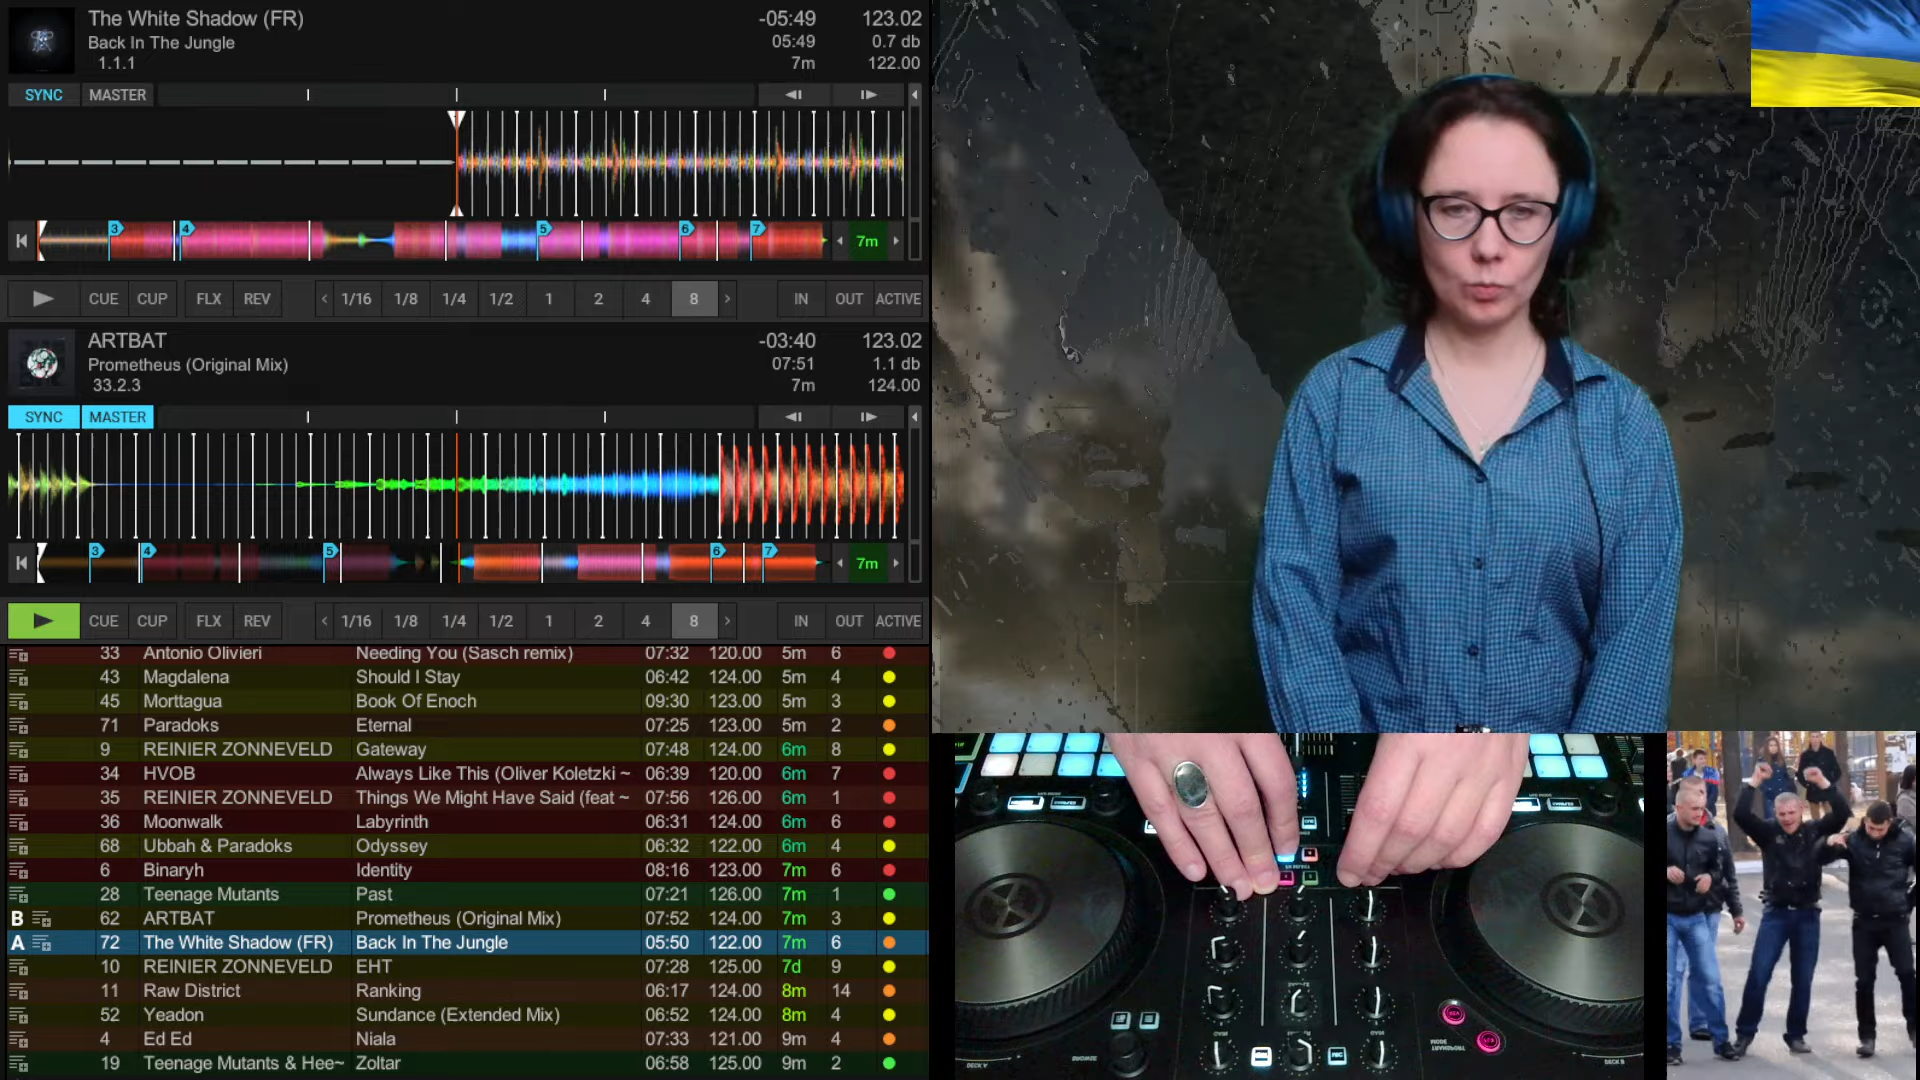 The White Shadow (FR) -05:49 123.02
Back In The Jungle 05:49 0.7 db
1.1.1 7m 122.00
SYNC MASTER
3 4 5 6 7 7m
CUE CUP FLX REV 1/16 1/8 1/4 1/2 1 2 4 8 IN OUT ACTIVE
ARTBAT -03:40 123.02
Prometheus (Original Mix) 07:51 1.1 db
33.2.3 7m 124.00
SYNC MASTER
3 4 5 6 7 7m
CUE CUP FLX REV 1/16 1/8 1/4 1/2 1 2 4 8 IN OUT ACTIVE
33 Antonio Olivieri Needing You (Sasch remix) 07:32 120.00 5m 6
43 Magdalena Should I Stay 06:42 124.00 5m 4
45 Morttagua Book Of Enoch 09:30 123.00 5m 3
71 Paradoks Eternal 07:25 123.00 5m 2
9 REINIER ZONNEVELD Gateway 07:48 124.00 6m 8
34 HVOB Always Like This (Oliver Koletzki ~ 06:39 120.00 6m 7
35 REINIER ZONNEVELD Things We Might Have Said (feat ~ 07:56 126.00 6m 1
36 Moonwalk Labyrinth 06:31 124.00 6m 6
68 Ubbah & Paradoks Odyssey 06:32 122.00 6m 4
6 Binaryh Identity 08:16 123.00 7m 6
28 Teenage Mutants Past 07:21 126.00 7m 1
B 62 ARTBAT Prometheus (Original Mix) 07:52 124.00 7m 3
A 72 The White Shadow (FR) Back In The Jungle 05:50 122.00 7m 6
10 REINIER ZONNEVELD EHT 07:28 125.00 7d 9
11 Raw District Ranking 06:17 124.00 8m 14
52 Yeadon Sundance (Extended Mix) 06:52 124.00 8m 4
4 Ed Ed Niala 07:33 121.00 9m 4
19 Teenage Mutants & Hee~ Zoltar 06:58 125.00 9m 2